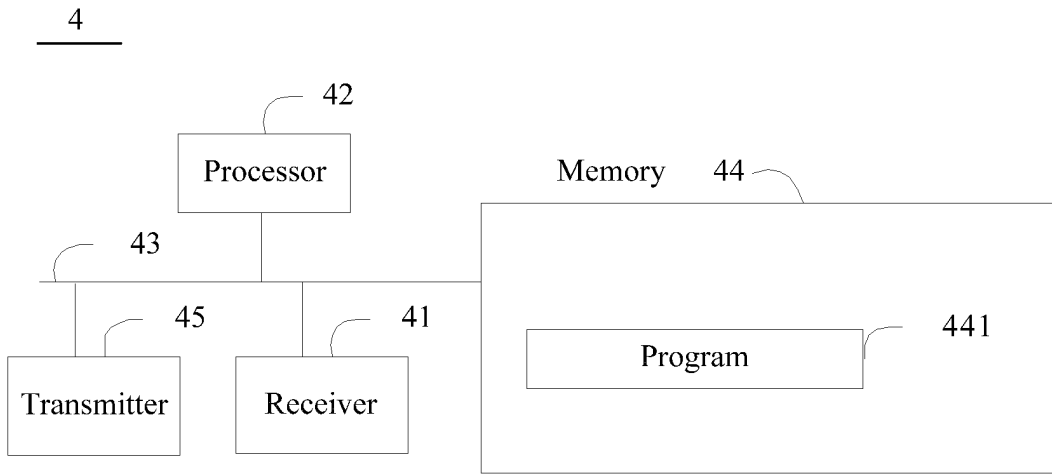 4
42
Processor
Memory 44
43
45
41
441
Program
Transmitter
Receiver